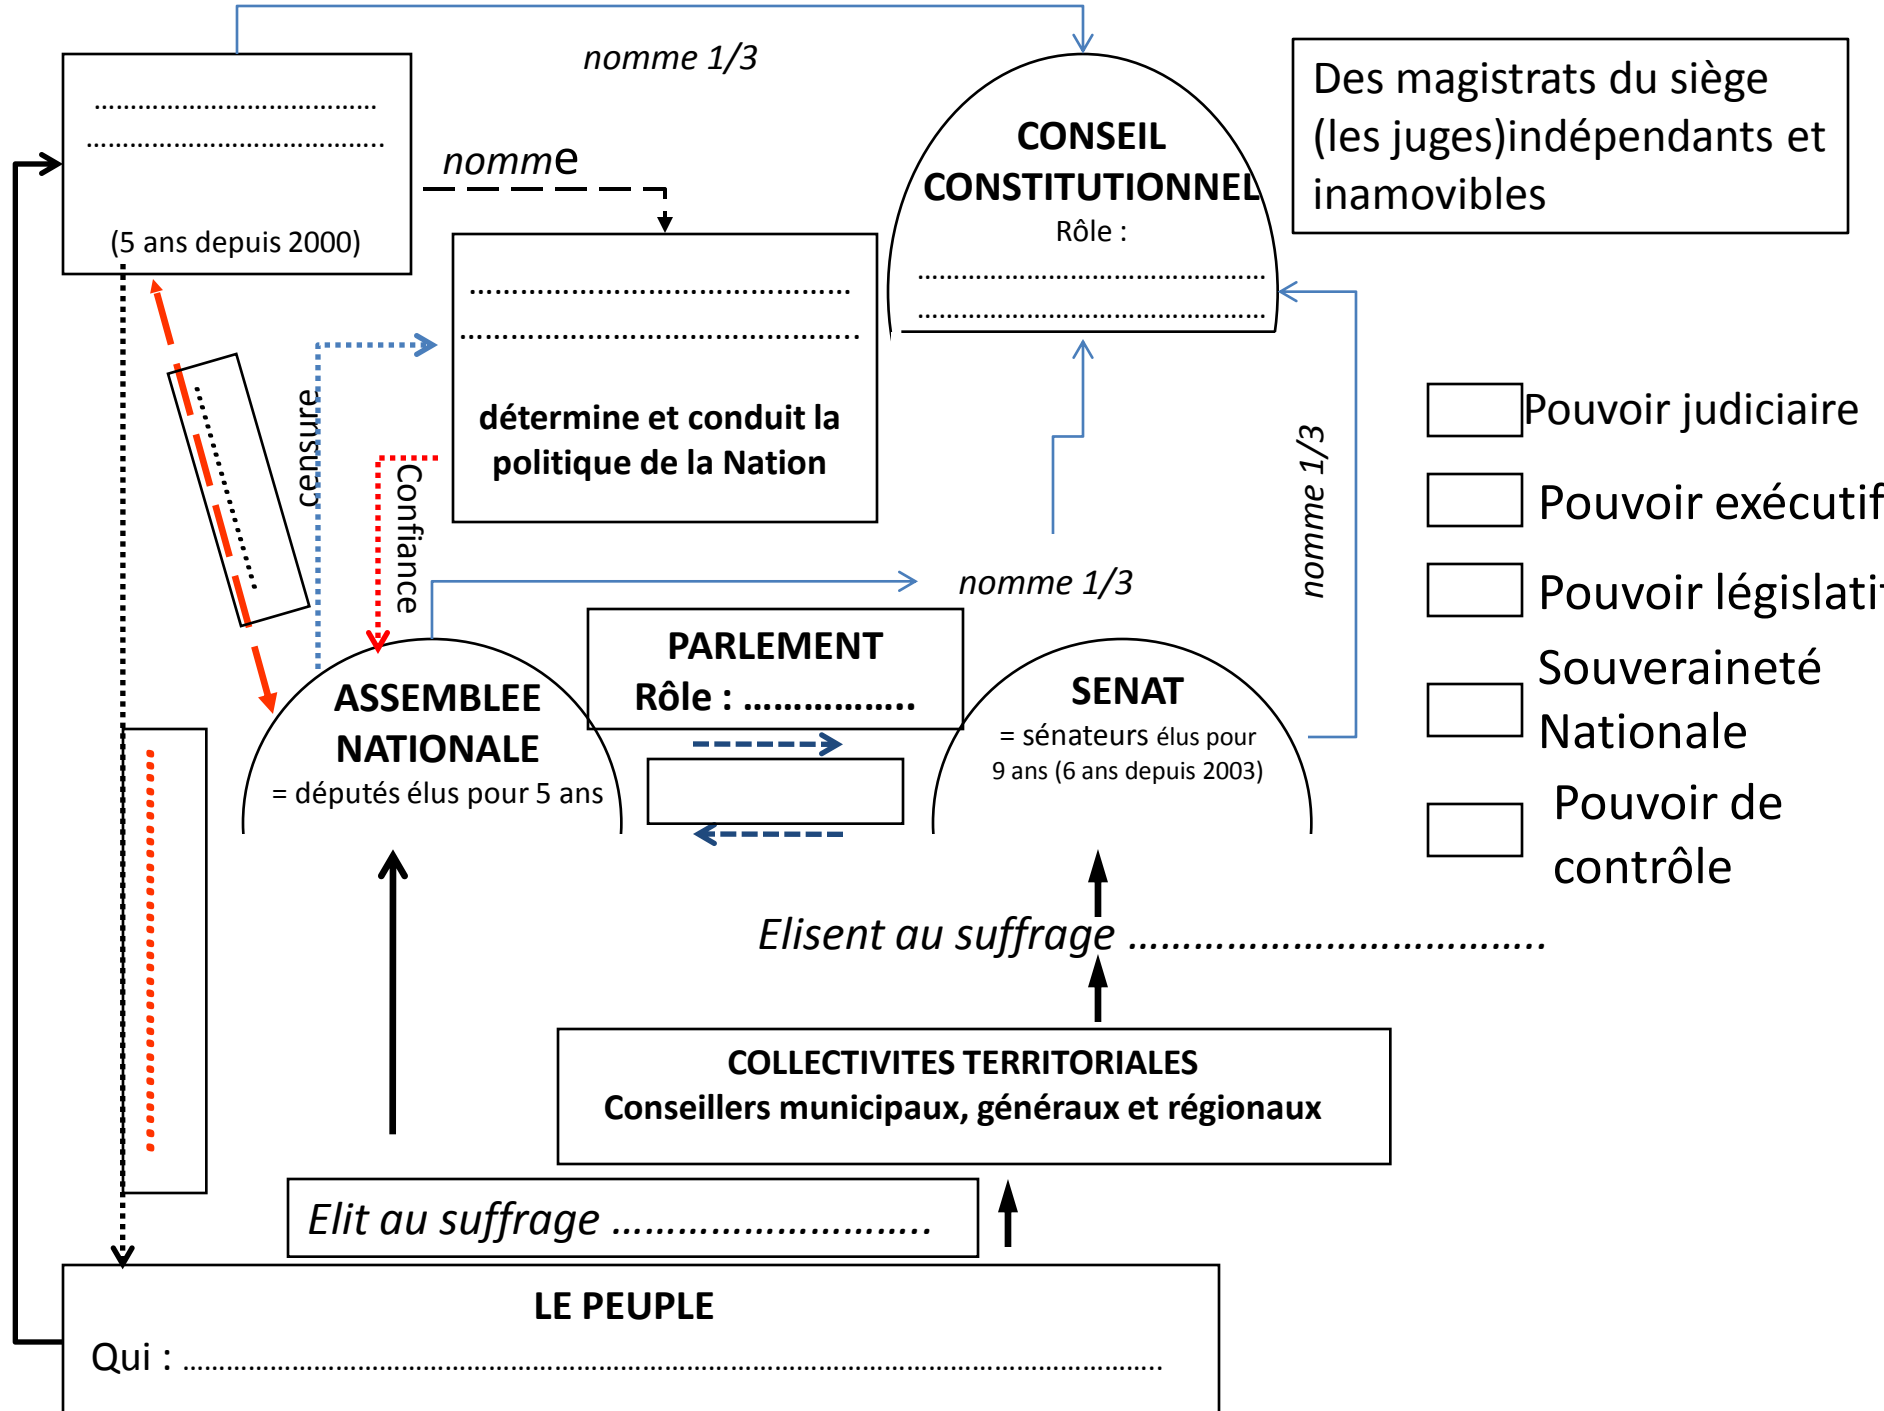 nomme 1/3
……………………………………
……………………………………..
(5 ans depuis 2000)
nomme
CONSEIL
CONSTITUTIONNEL
Rôle :
…………………………………………
…………………………………………
Des magistrats du siège
(les juges)indépendants et
inamovibles
…………………………………………
…………………………………………..
détermine et conduit la
politique de la Nation
…………………
censure
Confiance
nomme 1/3
nomme 1/3
Pouvoir judiciaire
Pouvoir exécutif
Pouvoir législatif
Souveraineté
Nationale
Pouvoir de
contrôle
PARLEMENT
Rôle : ……………..
ASSEMBLEE
NATIONALE
= députés élus pour 5 ans
SENAT
= sénateurs élus pour
9 ans (6 ans depuis 2003)
Elisent au suffrage ………………………………..
COLLECTIVITES TERRITORIALES
Conseillers municipaux, généraux et régionaux
Elit au suffrage ………………………..
LE PEUPLE
Qui : ……………………………………………………………………………………………………………..